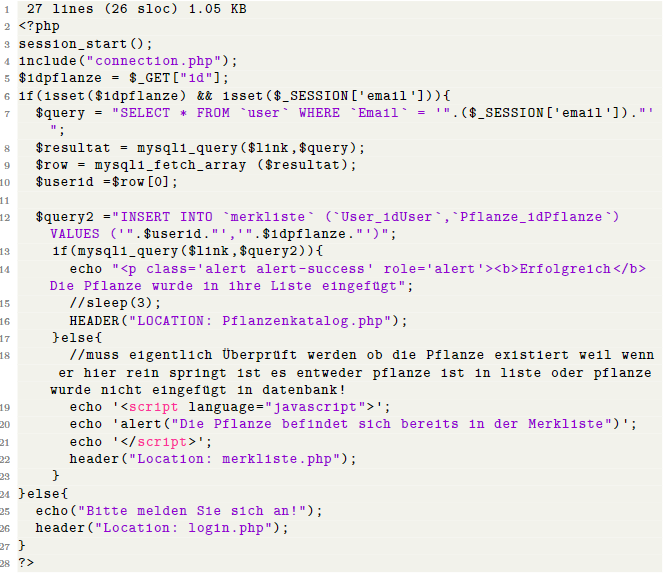 1 27 lines (26 sloc) 1.05 KB
2 <?php
3 session_start();
4 include("connection.php");
5 $idpflanze = $_GET["id"];
6 if(isset($idpflanze) && isset($_SESSION['email'])){
7 $query = "SELECT * FROM `user` WHERE `Email` = '".($_SESSION['email'])."'
";
8 $resultat = mysqli_query($link,$query);
9 $row = mysqli_fetch_array ($resultat);
10 $userid =$row[0];
11
12 $query2 ="INSERT INTO `merkliste` (`User_idUser`,`Pflanze_idPflanze`)
VALUES ('".$userid."','".$idpflanze."')";
13 if(mysqli_query($link,$query2)){
14 echo "<p class='alert alert-success' role='alert'><b>Erfolgreich</b>
Die Pflanze wurde in ihre Liste eingefügt";
15 //sleep(3);
16 HEADER("LOCATION: Pflanzenkatalog.php");
17 }else{
18 //muss eigentlich Überprüft werden ob die Pflanze existiert weil wenn
er hier rein springt ist es entweder pflanze ist in liste oder pflanze
wurde nicht eingefügt in datenbank!
19 echo '<script language="javascript">';
20 echo 'alert("Die Pflanze befindet sich bereits in der Merkliste")';
21 echo '</script>';
22 header("Location: merkliste.php");
23 }
24 }else{
25 echo("Bitte melden Sie sich an!");
26 header("Location: login.php");
27 }
28 ?>